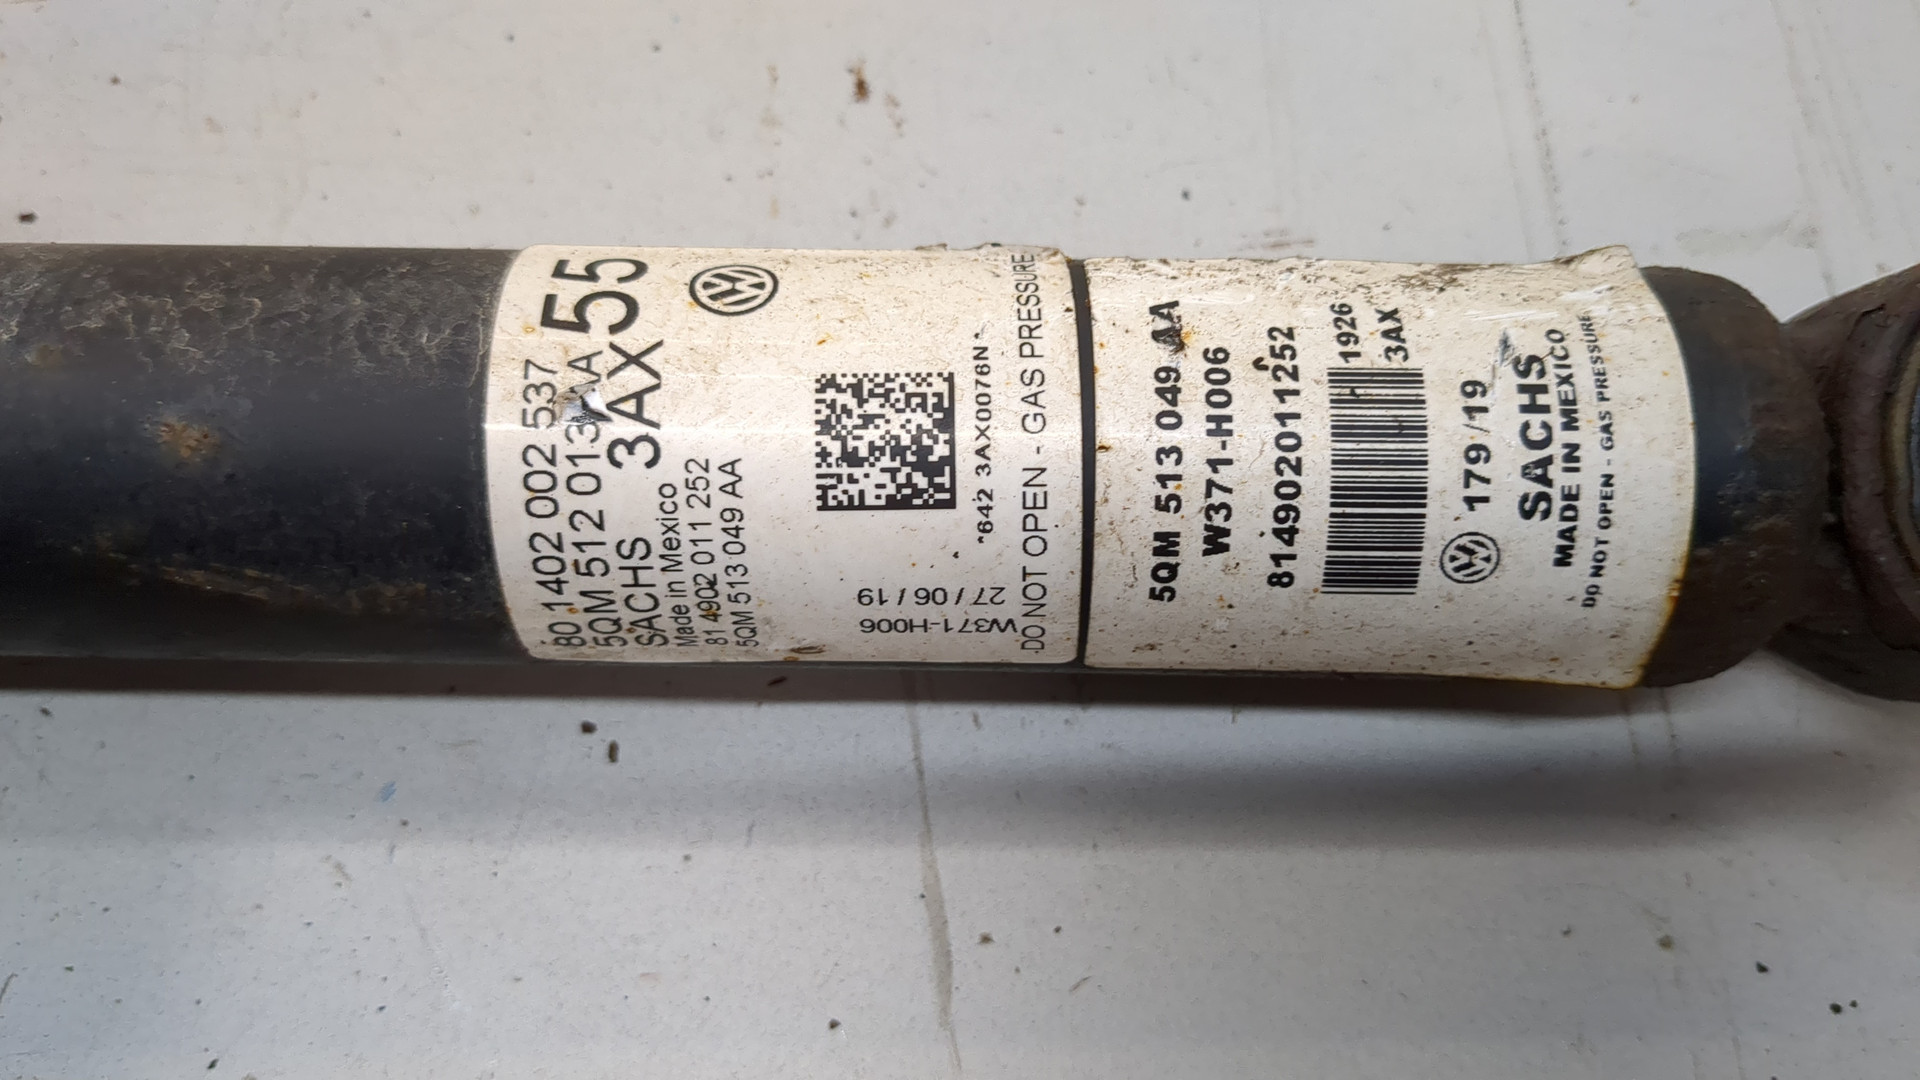 80 1402 002 537
5QM 512 013 AA 55
SACHS 3AX
Made in Mexico
81 4902 011 252
5QM 513 049 AA
W371-H006
27/06/19
*642 3AX0076N*
DO NOT OPEN - GAS PRESSURE
5QM 513 049 AA
W371-H006
814902011252
1926
3AX
179/19
SACHS
MADE IN MEXICO
DO NOT OPEN - GAS PRESSURE